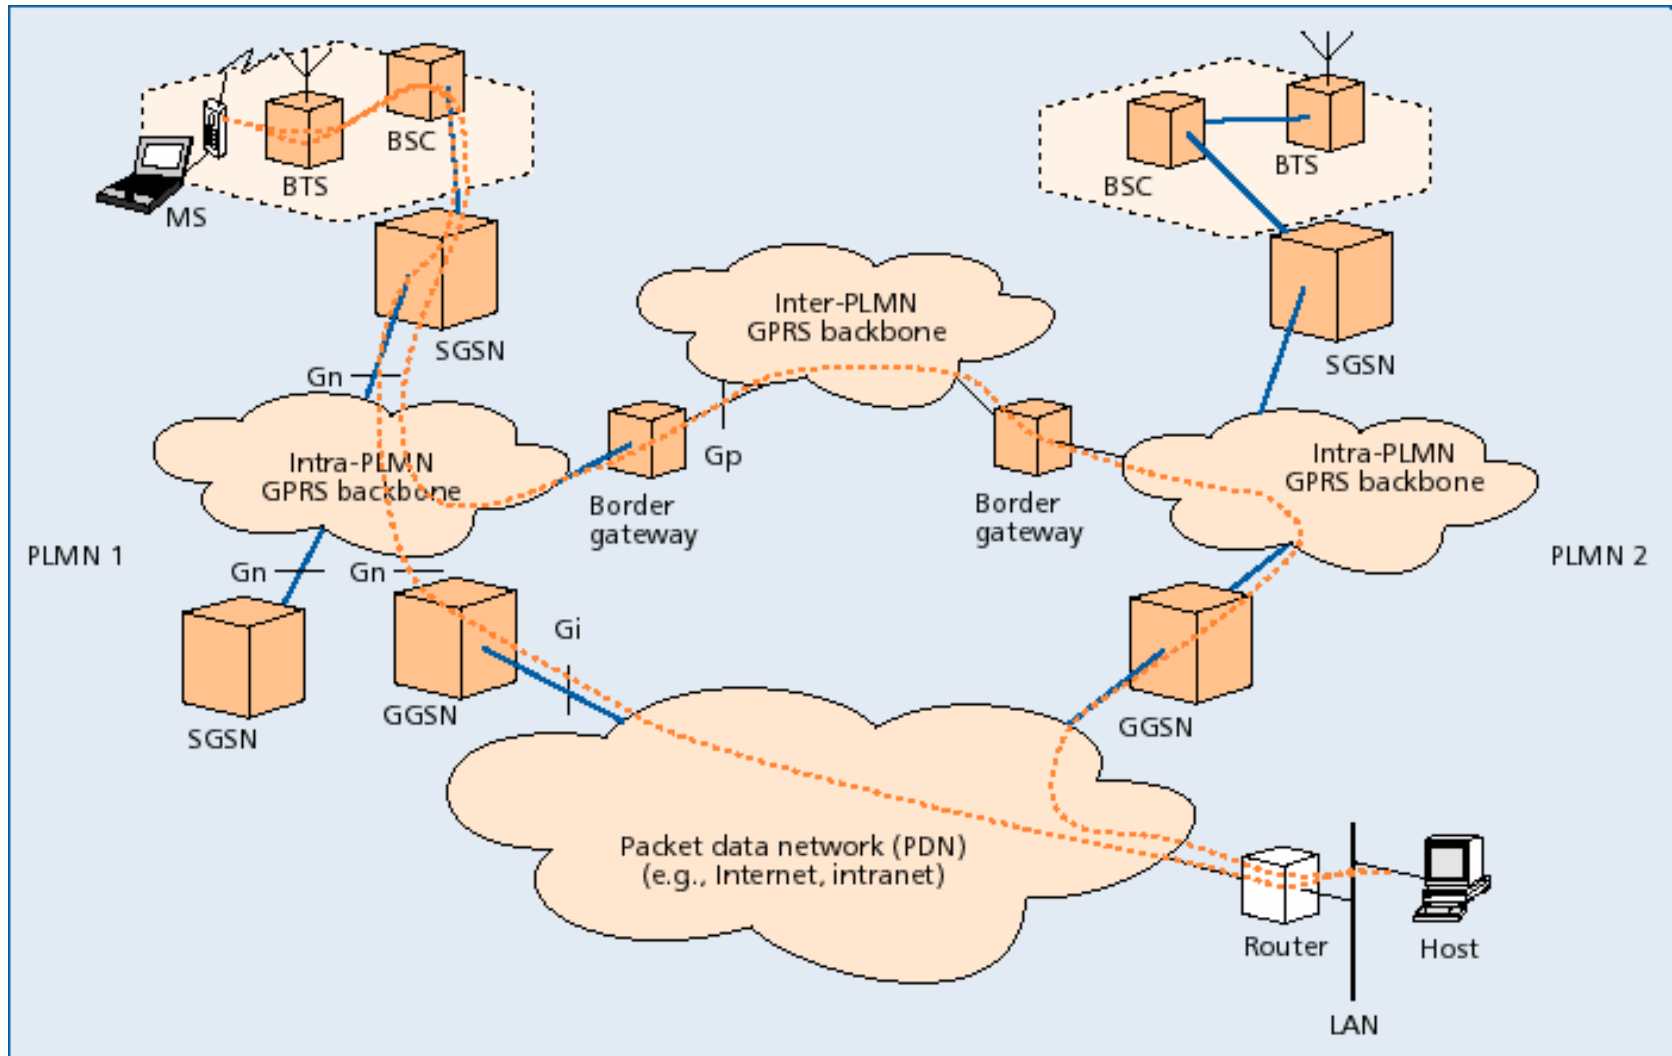 BSC
BTS
MS
BTS
BSC
Inter-PLMN
GPRS backbone
SGSN
SGSN
Gn
Gp
Intra-PLMN
GPRS backbone
Intra-PLMN
GPRS backbone
Border
gateway
Border
gateway
PLMN 1
PLMN 2
Gn
Gn
Gi
GGSN
GGSN
SGSN
Packet data network (PDN)
(e.g., Internet, intranet)
Router
Host
LAN